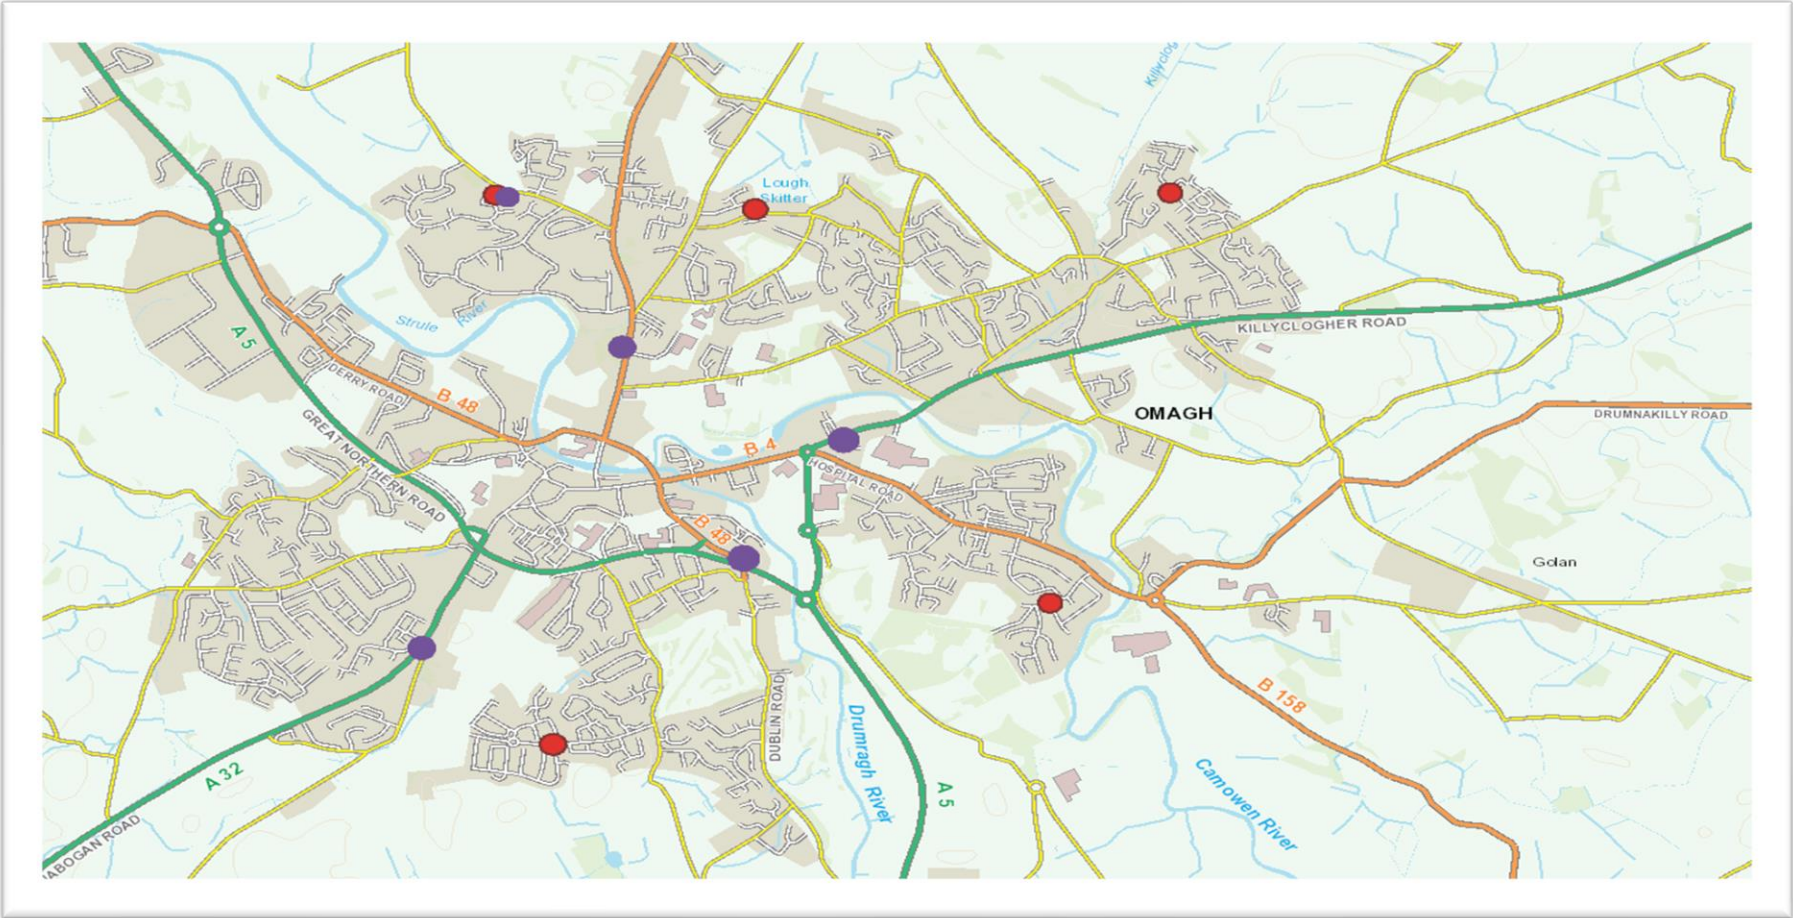 Killyclog
Lough
Skitter
Strule River
A 5
KILLYCLOGHER ROAD
DERRY ROAD
B 48
GREAT NORTHERN ROAD
OMAGH
DRUMNAKILLY ROAD
B 4
HOSPITAL ROAD
B 48
Golan
DUBLIN ROAD
Drumragh River
B 158
A 32
A 5
Camowen River
ABOGAN ROAD